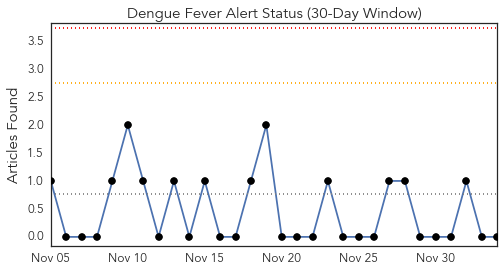 Dengue Fever Alert Status (30-Day Window)
Articles Found
3.5
3.0
2.5
2.0
1.5
1.0
0.5
0.0
Nov 05 Nov 10 Nov 15 Nov 20 Nov 25 Nov 30